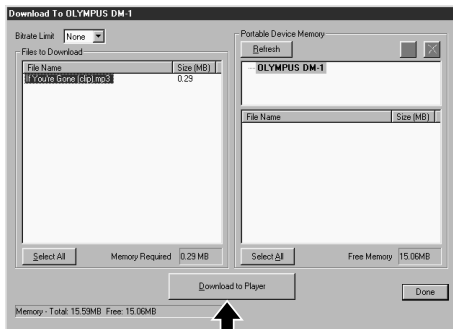 Download To OLYMPUS DM-1
Bitrate Limit None
Files to Download
File Name Size (MB)
If You're Gone (clip).mp3 0.29
Select All Memory Required 0.29 MB
Portable Device Memory
Refresh
OLYMPUS DM-1
File Name Size (MB)
Select All Free Memory 15.06MB
Download to Player
Done
Memory - Total: 15.59MB Free: 15.06MB